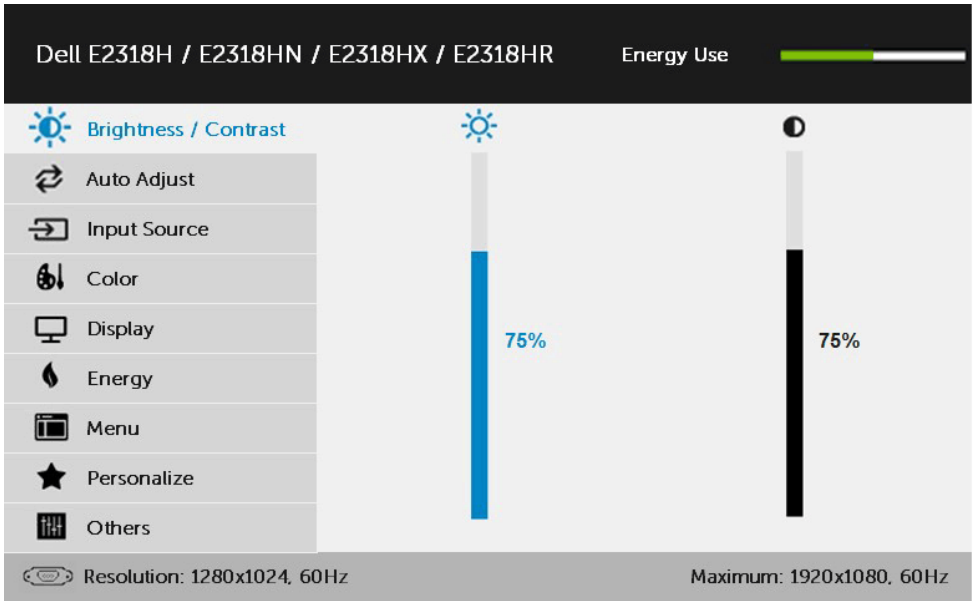 Dell E2318H / E2318HN / E2318HX / E2318HR
Energy Use
Brightness / Contrast
Auto Adjust
Input Source
Color
Display
75%
75%
Energy
Menu
Personalize
Others
Resolution: 1280x1024, 60Hz
Maximum: 1920x1080, 60Hz